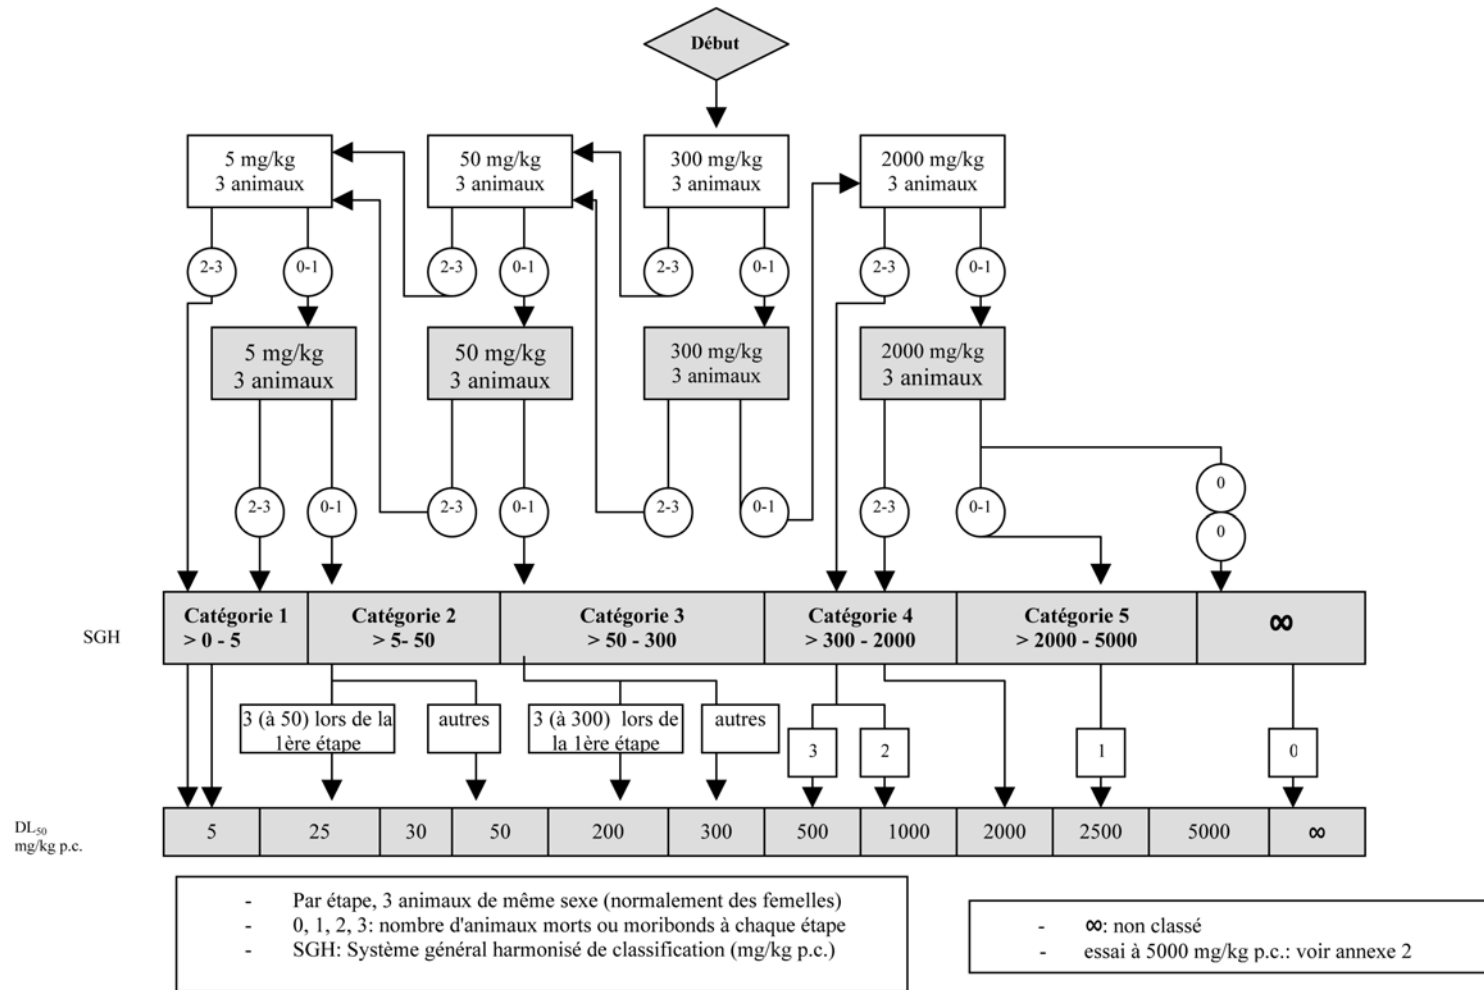 Début
5 mg/kg
3 animaux
50 mg/kg
3 animaux
300 mg/kg
3 animaux
2000 mg/kg
3 animaux
2-3
0-1
2-3
0-1
2-3
0-1
2-3
0-1
5 mg/kg
3 animaux
50 mg/kg
3 animaux
300 mg/kg
3 animaux
2000 mg/kg
3 animaux
2-3
0-1
2-3
0-1
2-3
0-1
2-3
0-1
0
0
SGH
Catégorie 1
> 0 - 5
Catégorie 2
> 5- 50
Catégorie 3
> 50 - 300
Catégorie 4
> 300 - 2000
Catégorie 5
> 2000 - 5000
∞
3 (à 50) lors de la
1ère étape
autres
3 (à 300) lors de
la 1ère étape
autres
3
2
1
0
DL₅₀
mg/kg p.c.
5
25
30
50
200
300
500
1000
2000
2500
5000
∞
- Par étape, 3 animaux de même sexe (normalement des femelles)
- 0, 1, 2, 3: nombre d'animaux morts ou moribonds à chaque étape
- SGH: Système général harmonisé de classification (mg/kg p.c.)
- ∞: non classé
- essai à 5000 mg/kg p.c.: voir annexe 2